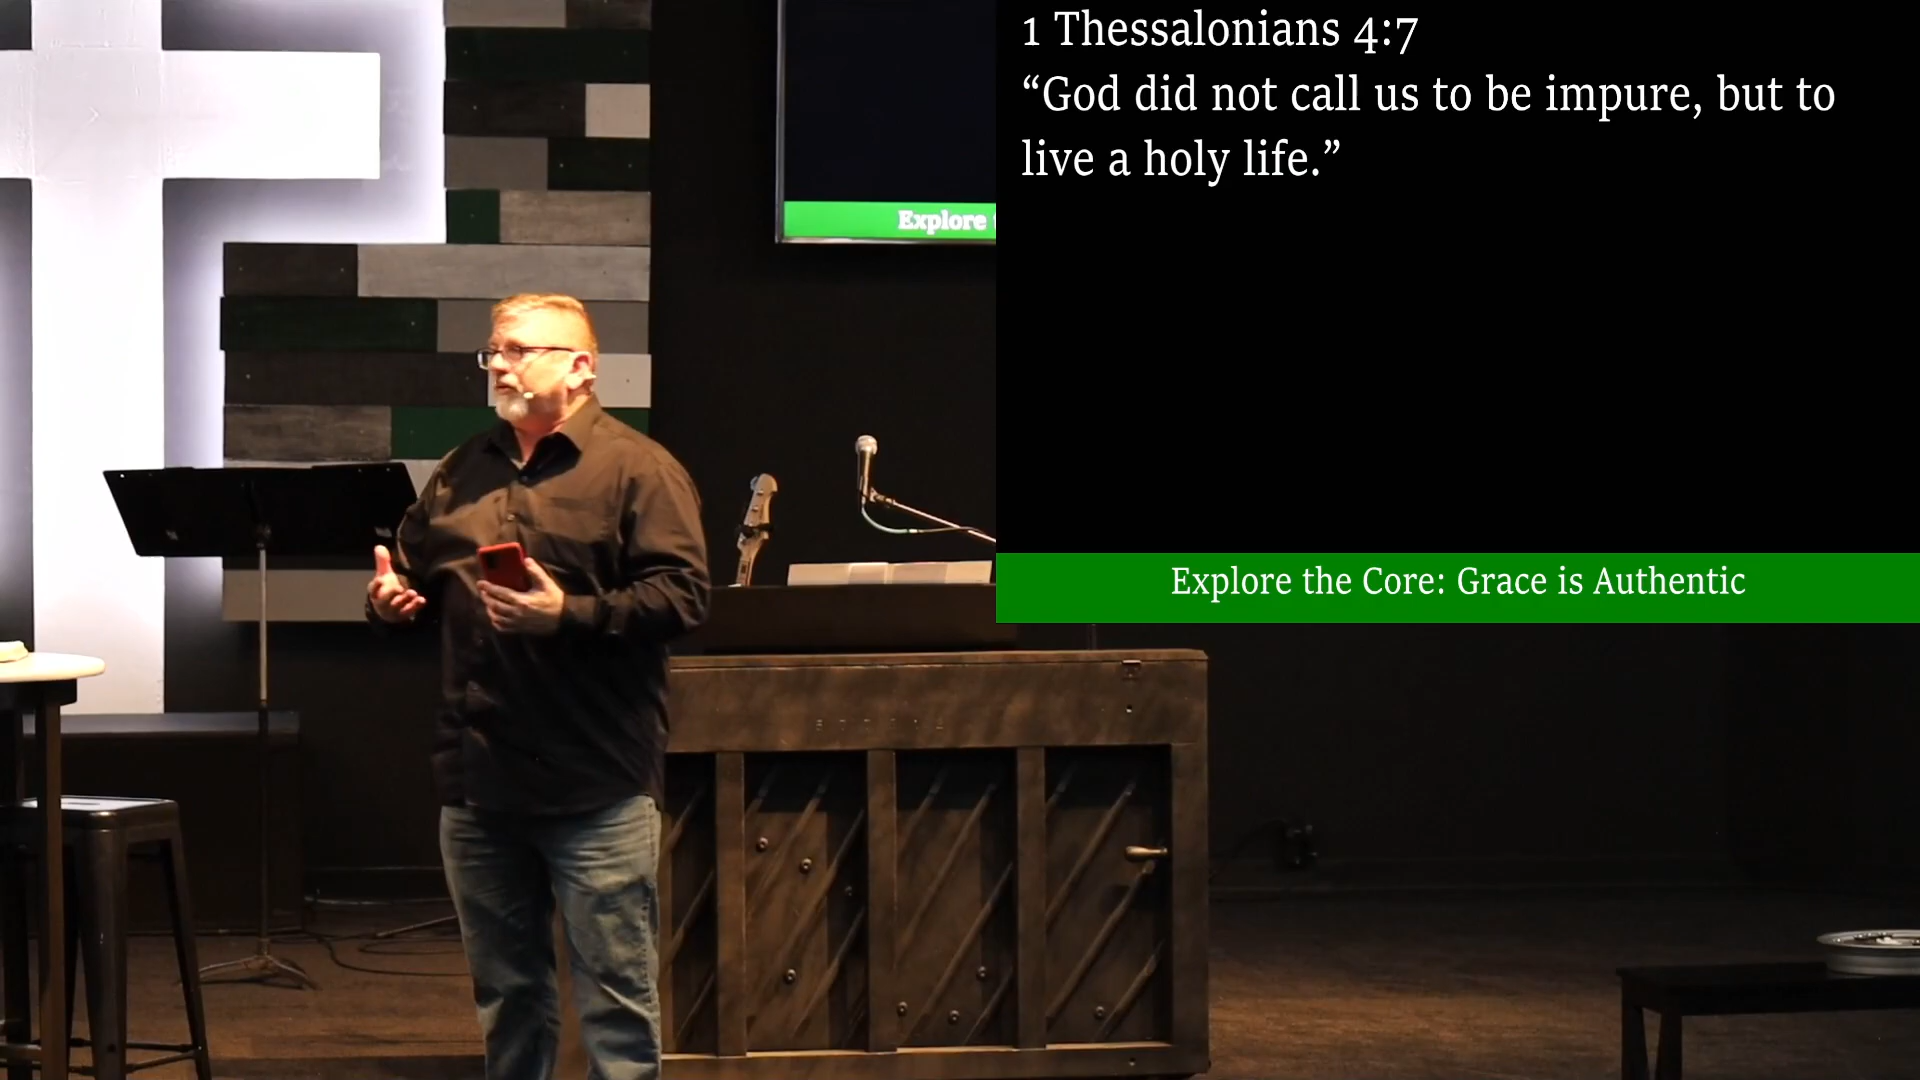 1 Thessalonians 4:7
“God did not call us to be impure, but to
live a holy life.”
Explore
Explore the Core: Grace is Authentic